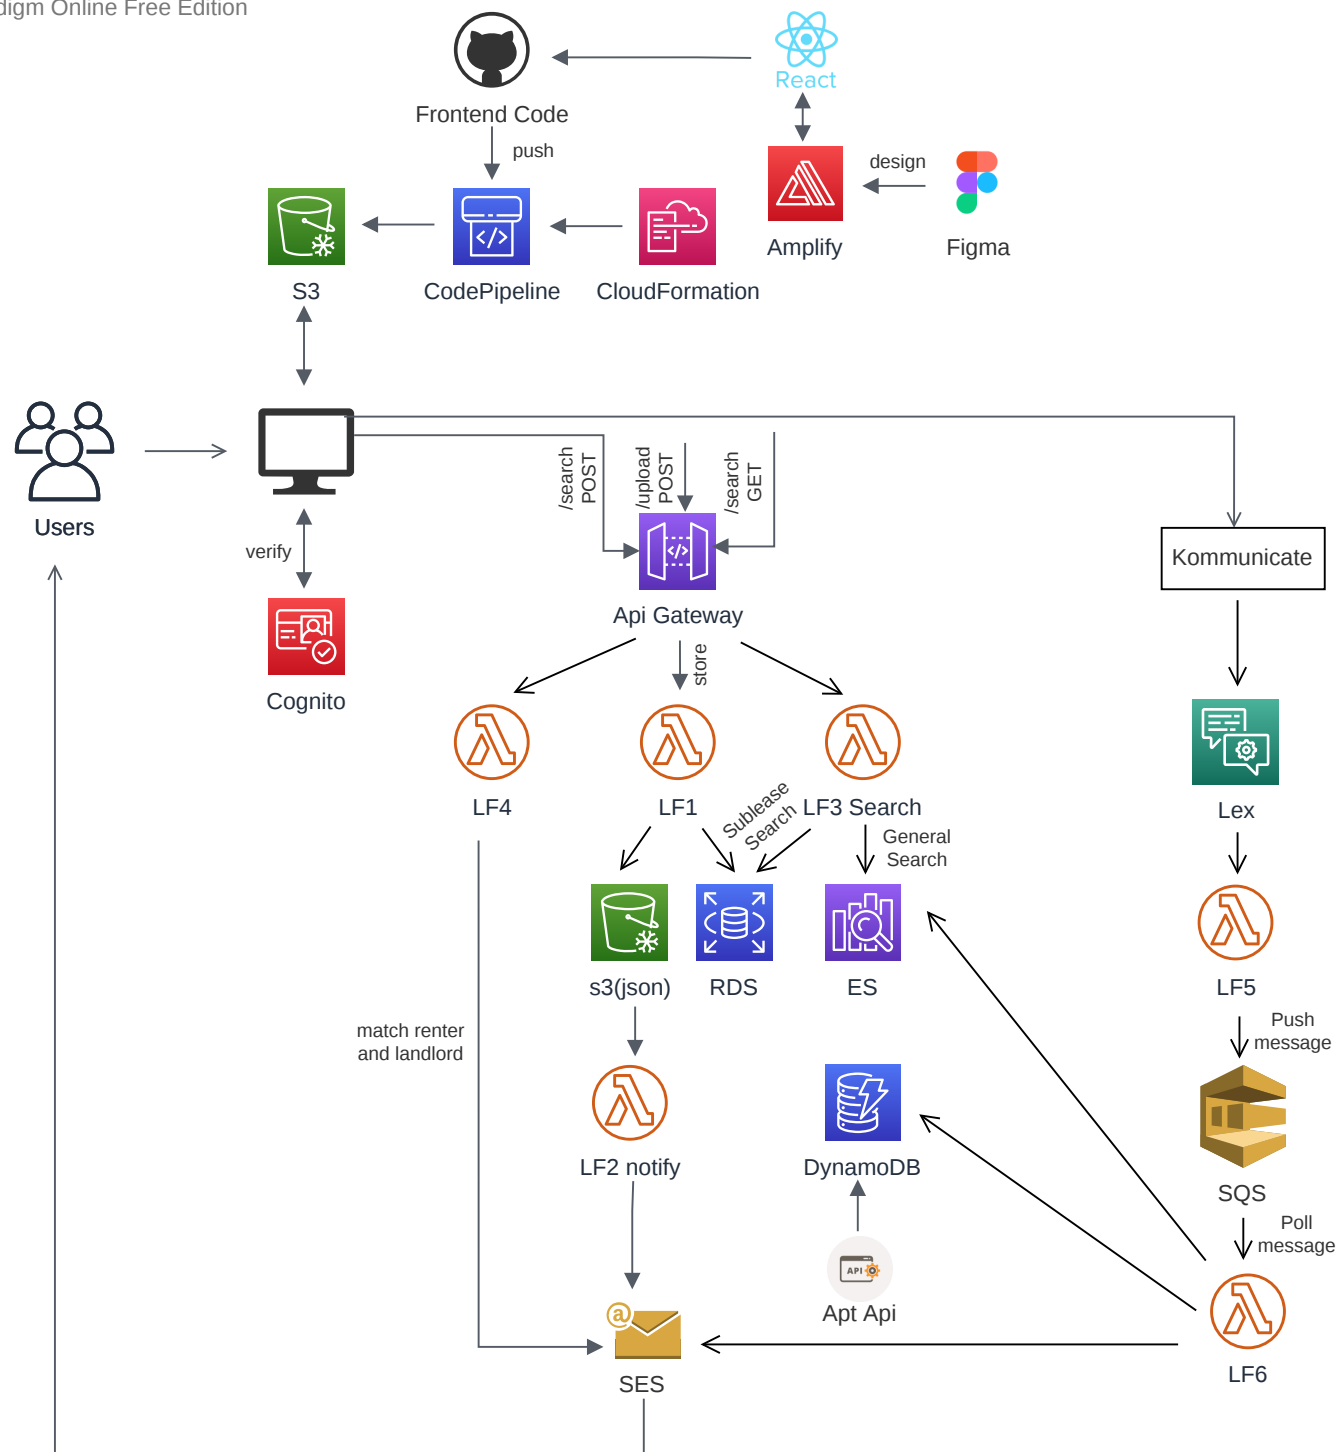 digm Online Free Edition
React
Frontend Code
push
design
Amplify
Figma
S3
CodePipeline
CloudFormation
Users
verify
/search
POST
/upload
POST
/search
GET
Kommunicate
Api Gateway
store
Cognito
LF4
LF1
Sublease
Search
LF3 Search
General
Search
Lex
s3(json)
RDS
ES
LF5
Push
message
match renter
and landlord
LF2 notify
DynamoDB
SQS
Poll
message
API
Apt Api
@
SES
LF6